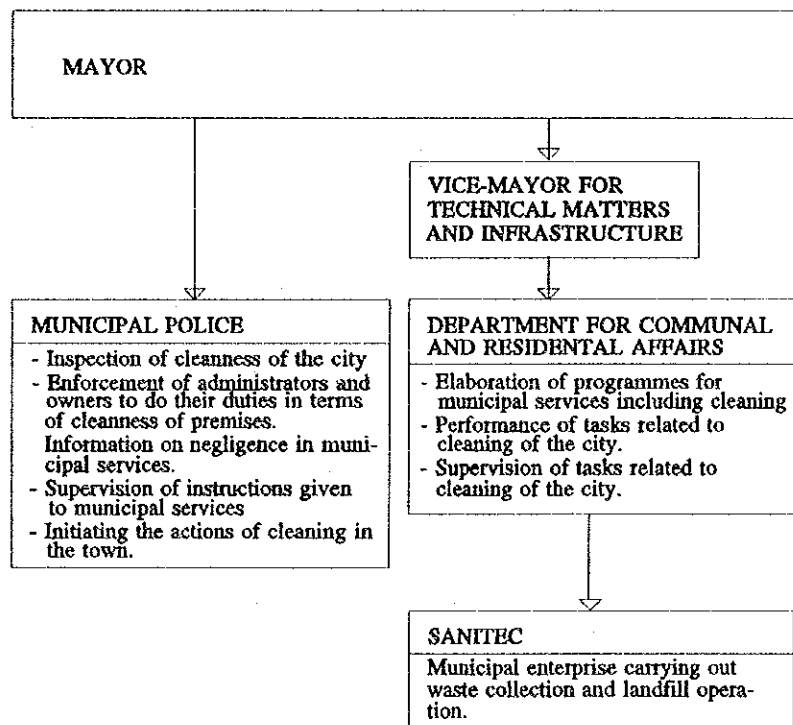 MAYOR
VICE-MAYOR FOR
TECHNICAL MATTERS
AND INFRASTRUCTURE
MUNICIPAL POLICE
- Inspection of cleanness of the city
- Enforcement of administrators and
owners to do their duties in terms
of cleanness of premises.
Information on negligence in muni-
cipal services.
- Supervision of instructions given
to municipal services
- Initiating the actions of cleaning in
the town.
DEPARTMENT FOR COMMUNAL
AND RESIDENTAL AFFAIRS
- Elaboration of programmes for
municipal services including cleaning
- Performance of tasks related to
cleaning of the city.
- Supervision of tasks related to
cleaning of the city.
SANITEC
Municipal enterprise carrying out
waste collection and landfill opera-
tion.